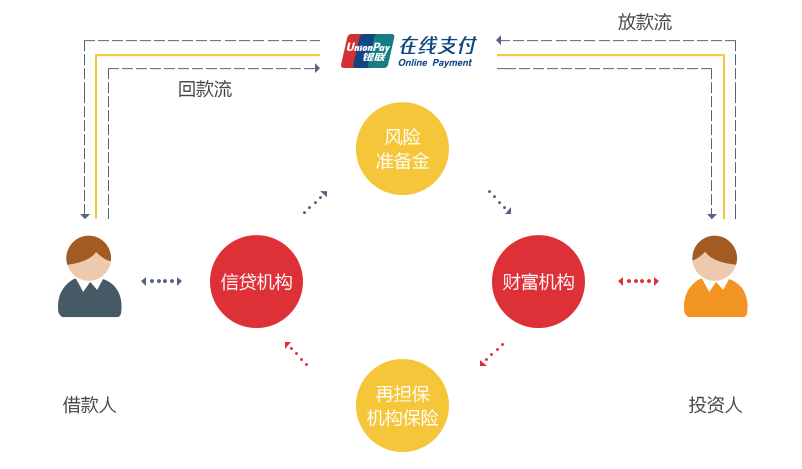 放款流
UnionPay
银联
在线支付
Online Payment
回款流
风险
准备金
信贷机构
财富机构
再担保
机构保险
借款人
投资人